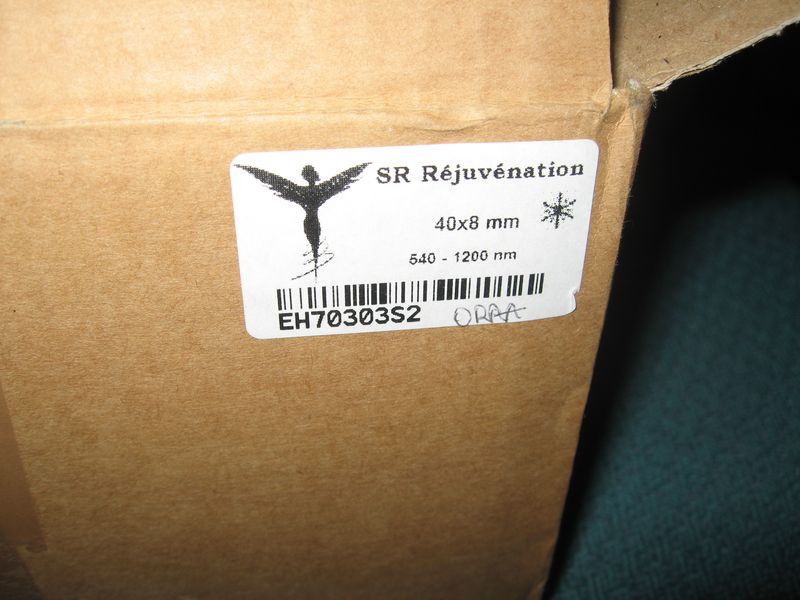 SR Réjuvénation
40x8 mm
540 - 1200 nm
EH70303S2